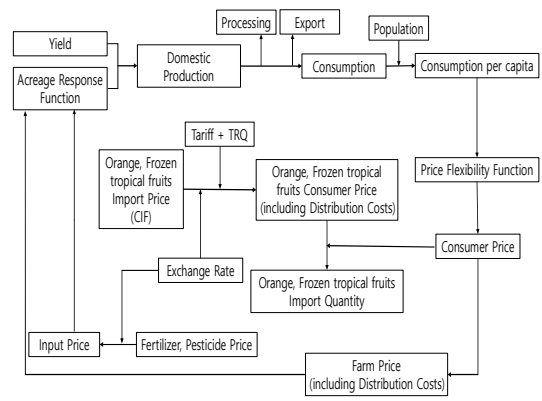 Processing
Export
Population
Yield
Domestic
Production
Consumption
Consumption per capita
Acreage Response
Function
Tariff + TRQ
Orange, Frozen
tropical fruits
Import Price
(CIF)
Orange, Frozen tropical
fruits Consumer Price
(including Distribution Costs)
Price Flexibility Function
Consumer Price
Exchange Rate
Orange, Frozen tropical fruits
Import Quantity
Input Price
Fertilizer, Pesticide Price
Farm Price
(including Distribution Costs)